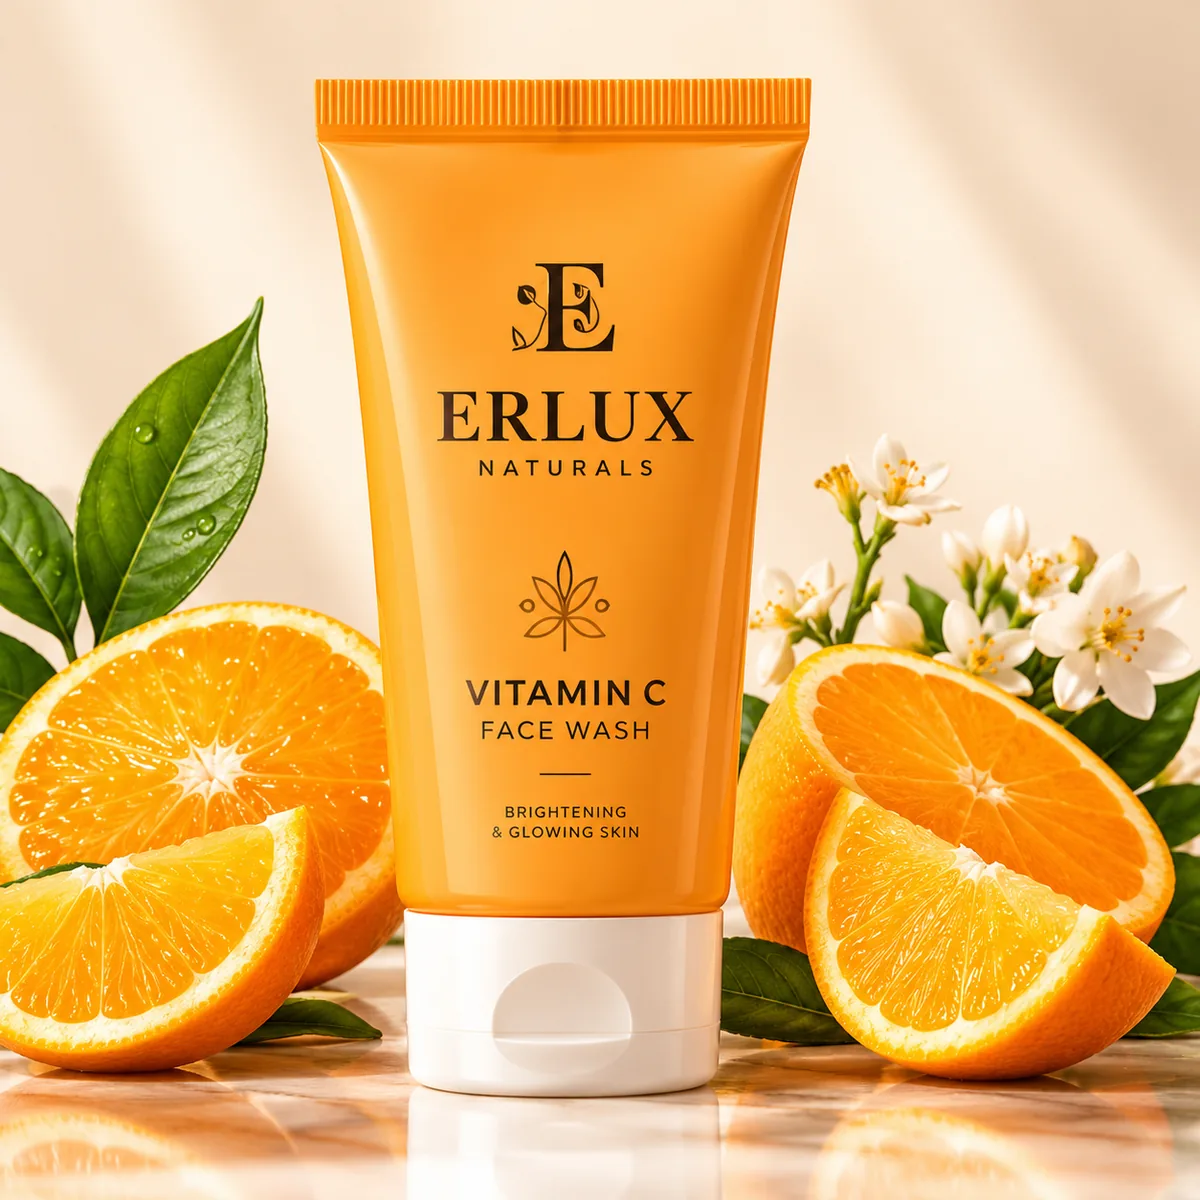 E
ERLUX
NATURALS
VITAMIN C
FACE WASH
BRIGHTENING
& GLOWING SKIN